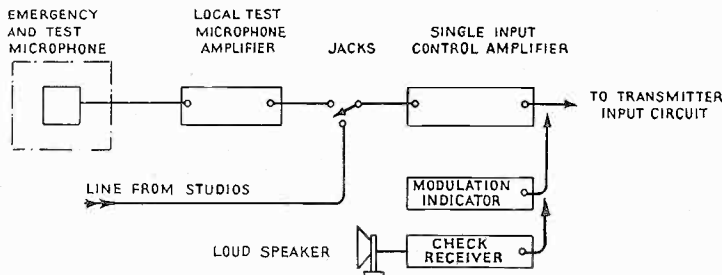 EMERGENCY
AND TEST
MICROPHONE
LOCAL TEST
MICROPHONE
AMPLIFIER
JACKS
SINGLE INPUT
CONTROL AMPLIFIER
TO TRANSMITTER
INPUT CIRCUIT
LINE FROM STUDIOS
MODULATION
INDICATOR
LOUD SPEAKER
CHECK
RECEIVER